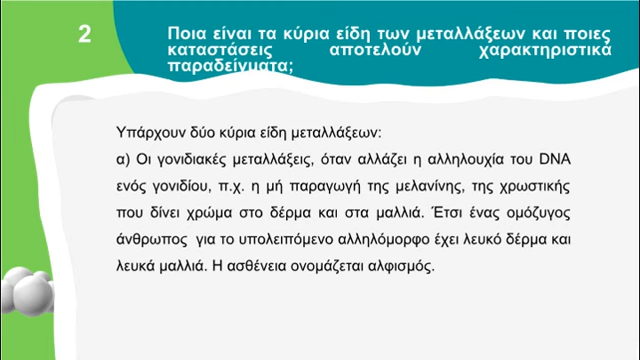 2
Ποια είναι τα κύρια είδη των μεταλλάξεων και ποιες
καταστάσεις αποτελούν χαρακτηριστικά
παραδείγματα;
Υπάρχουν δύο κύρια είδη μεταλλάξεων:
α) Οι γονιδιακές μεταλλάξεις, όταν αλλάζει η αλληλουχία του DNA
ενός γονιδίου, π.χ. η μή παραγωγή της μελανίνης, της χρωστικής
που δίνει χρώμα στο δέρμα και στα μαλλιά. Έτσι ένας ομόζυγος
άνθρωπος για το υπολειπόμενο αλληλόμορφο έχει λευκό δέρμα και
λευκά μαλλιά. Η ασθένεια ονομάζεται αλφισμός.